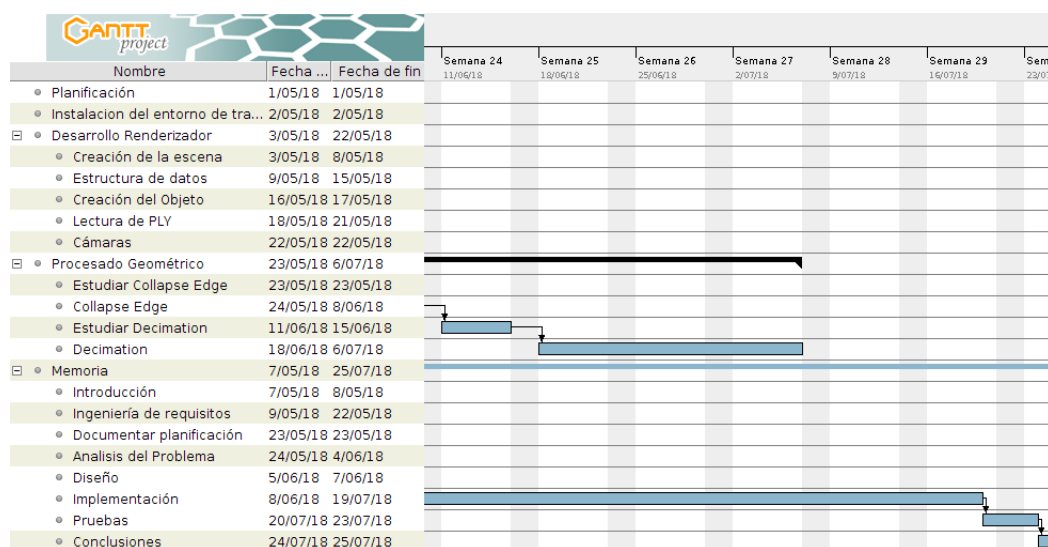 GANTT
project
Semana 24 Semana 25 Semana 26 Semana 27 Semana 28 Semana 29 Sem
11/06/18 18/06/18 25/06/18 2/07/18 9/07/18 16/07/18 23/07
Nombre Fecha ... Fecha de fin
Planificación 1/05/18 1/05/18
Instalacion del entorno de tra... 2/05/18 2/05/18
Desarrollo Renderizador 3/05/18 22/05/18
Creación de la escena 3/05/18 8/05/18
Estructura de datos 9/05/18 15/05/18
Creación del Objeto 16/05/18 17/05/18
Lectura de PLY 18/05/18 21/05/18
Cámaras 22/05/18 22/05/18
Procesado Geométrico 23/05/18 6/07/18
Estudiar Collapse Edge 23/05/18 23/05/18
Collapse Edge 24/05/18 8/06/18
Estudiar Decimation 11/06/18 15/06/18
Decimation 18/06/18 6/07/18
Memoria 7/05/18 25/07/18
Introducción 7/05/18 8/05/18
Ingeniería de requisitos 9/05/18 22/05/18
Documentar planificación 23/05/18 23/05/18
Analisis del Problema 24/05/18 4/06/18
Diseño 5/06/18 7/06/18
Implementación 8/06/18 19/07/18
Pruebas 20/07/18 23/07/18
Conclusiones 24/07/18 25/07/18